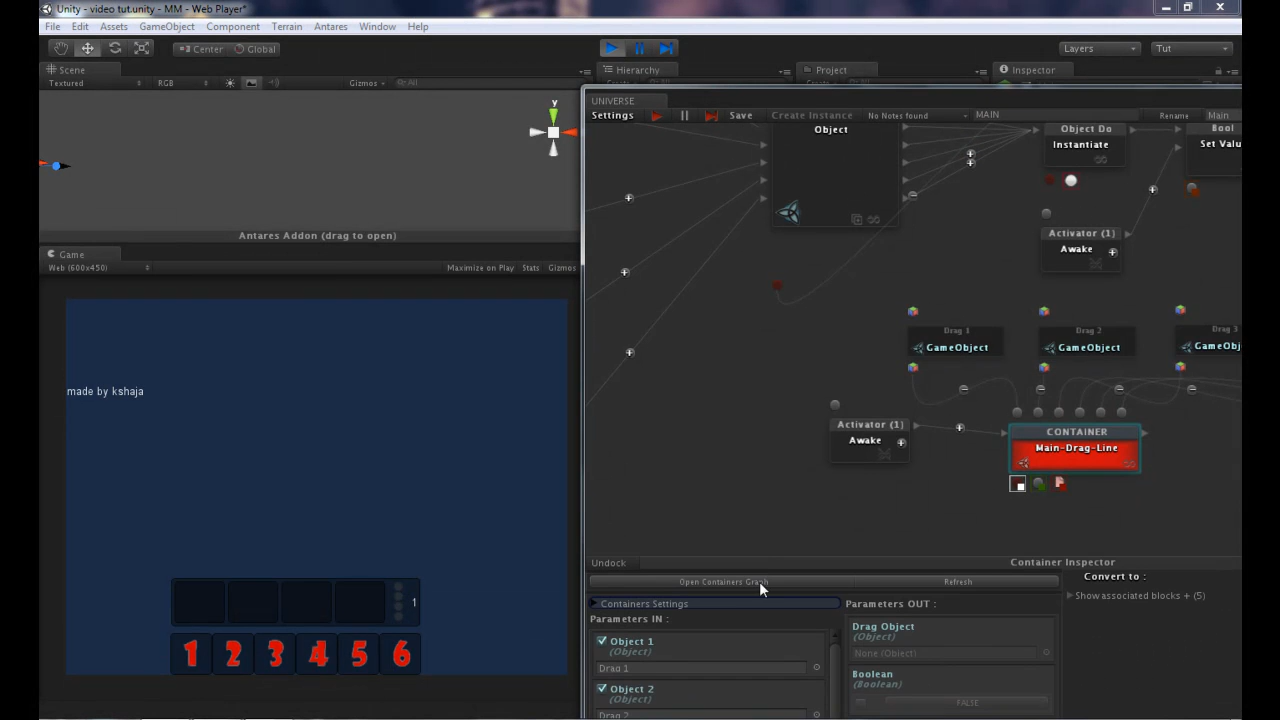 Unity - video tut.unity - MM - Web Player*
File Edit Assets GameObject Component Terrain Antares Window Help
Center Global Layers Tut
Scene Hierarchy Project Inspector
Textured RGB Gizmos All
UNIVERSE
Settings Save Create Instance No Notes found MAIN Rename Main
Object Object Do Bool
Instantiate Set Valu
Activator (1)
Awake
Antares Addon (drag to open)
Game
Web (600x450) Maximize on Play Stats Gizmos
made by kshaja
Drag 1 Drag 2 Drag 3
GameObject GameObject GameObj
Activator (1) CONTAINER
Awake Main-Drag-Line
Undock Container Inspector
Open Containers Graph Refresh Convert to :
Containers Settings Parameters OUT : Show associated blocks + (5)
Parameters IN :
Object 1 Drag Object
(Object) (Object)
Drag 1 None (Object)
Object 2 Boolean
(Object) (Boolean)
Drag 2 FALSE
1
1 2 3 4 5 6